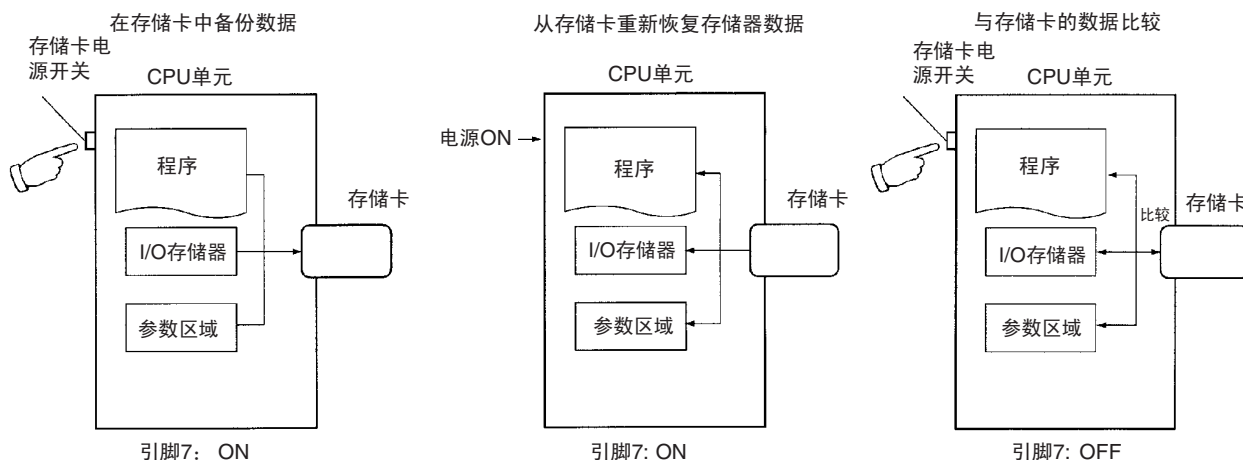 在存储卡中备份数据
存储卡电
源开关
CPU单元
程序
I/O存储器
参数区域
存储卡
引脚7： ON
从存储卡重新恢复存储器数据
CPU单元
电源ON
程序
I/O存储器
参数区域
存储卡
引脚7: ON
与存储卡的数据比较
存储卡电
源开关
CPU单元
程序
比较
I/O存储器
参数区域
存储卡
引脚7: OFF